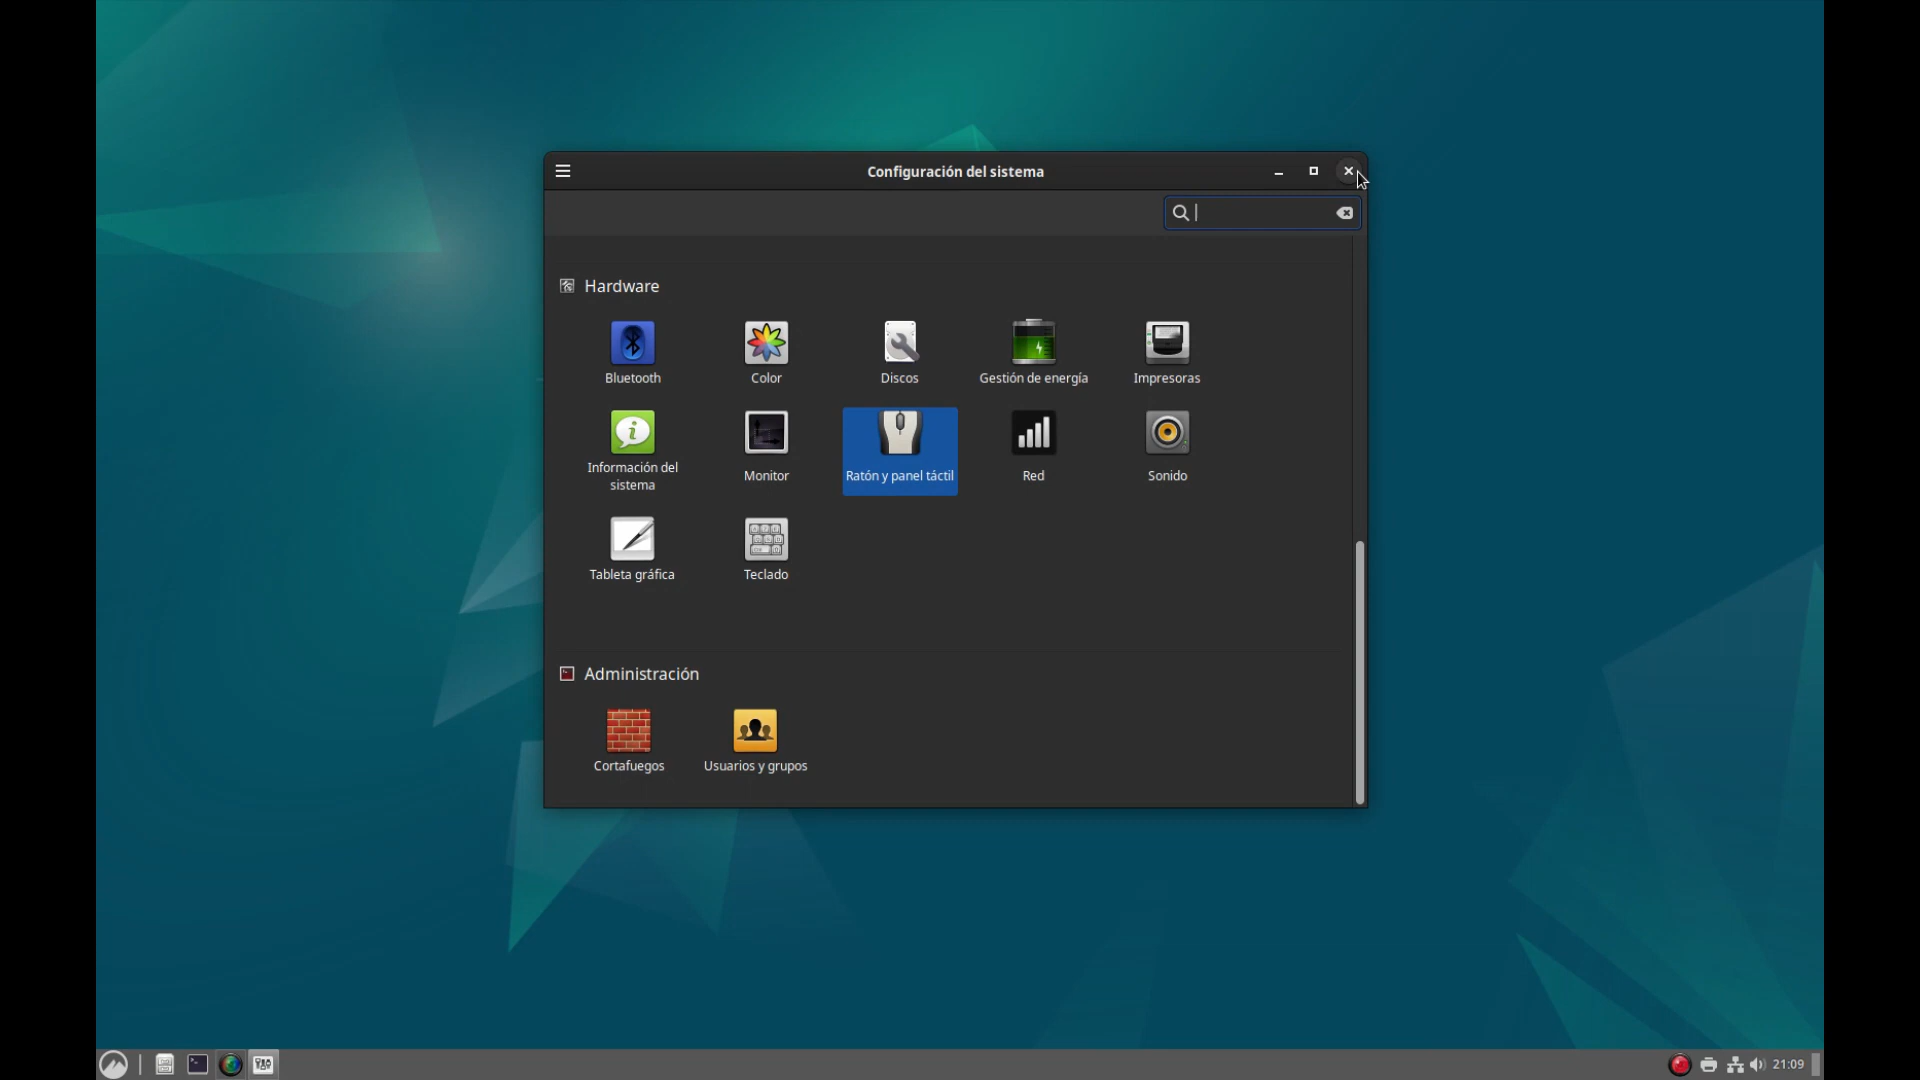 Configuración del sistema
Hardware
Bluetooth
Color
Discos
Gestión de energía
Impresoras
Información del
sistema
Monitor
Ratón y panel táctil
Red
Sonido
Tableta gráfica
Teclado
Administración
Cortafuegos
Usuarios y grupos
21:09